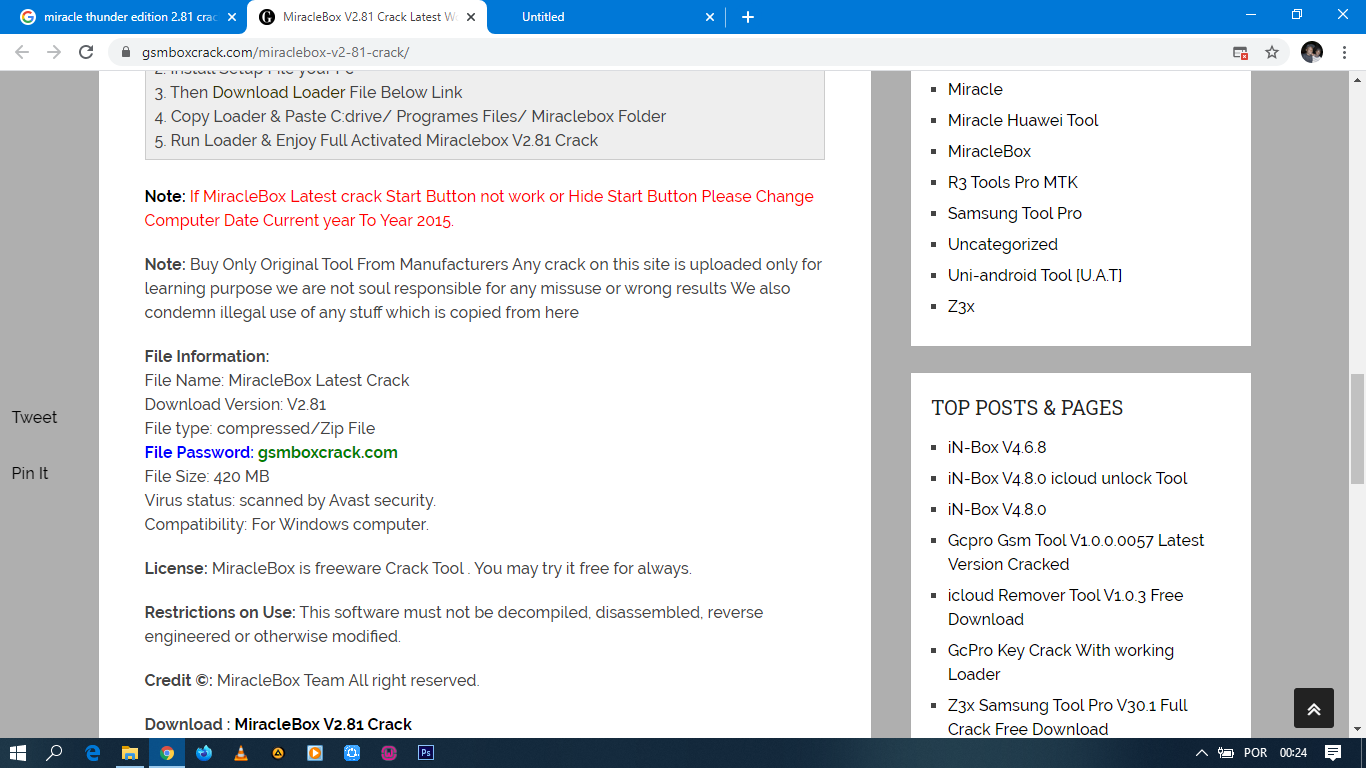 miracle thunder edition 2.81 crac
MiracleBox V2.81 Crack Latest Wo
Untitled
gsmboxcrack.com/miraclebox-v2-81-crack/
2. Install Setup File your Pc
3. Then Download Loader File Below Link
4. Copy Loader & Paste C:drive/ Programes Files/ Miraclebox Folder
5. Run Loader & Enjoy Full Activated Miraclebox V2.81 Crack
Note: If MiracleBox Latest crack Start Button not work or Hide Start Button Please Change
Computer Date Current year To Year 2015.
Note: Buy Only Original Tool From Manufacturers Any crack on this site is uploaded only for
learning purpose we are not soul responsible for any missuse or wrong results We also
condemn illegal use of any stuff which is copied from here
File Information:
File Name: MiracleBox Latest Crack
Download Version: V2.81
File type: compressed/Zip File
File Password: gsmboxcrack.com
File Size: 420 MB
Virus status: scanned by Avast security.
Compatibility: For Windows computer.
License: MiracleBox is freeware Crack Tool . You may try it free for always.
Restrictions on Use: This software must not be decompiled, disassembled, reverse
engineered or otherwise modified.
Credit ©: MiracleBox Team All right reserved.
Download : MiracleBox V2.81 Crack
Tweet
Pin It
Miracle
Miracle Huawei Tool
MiracleBox
R3 Tools Pro MTK
Samsung Tool Pro
Uncategorized
Uni-android Tool [U.A.T]
Z3x
TOP POSTS & PAGES
iN-Box V4.6.8
iN-Box V4.8.0 icloud unlock Tool
iN-Box V4.8.0
Gcpro Gsm Tool V1.0.0.0057 Latest
Version Cracked
icloud Remover Tool V1.0.3 Free
Download
GcPro Key Crack With working
Loader
Z3x Samsung Tool Pro V30.1 Full
Crack Free Download
Ps
POR
00:24